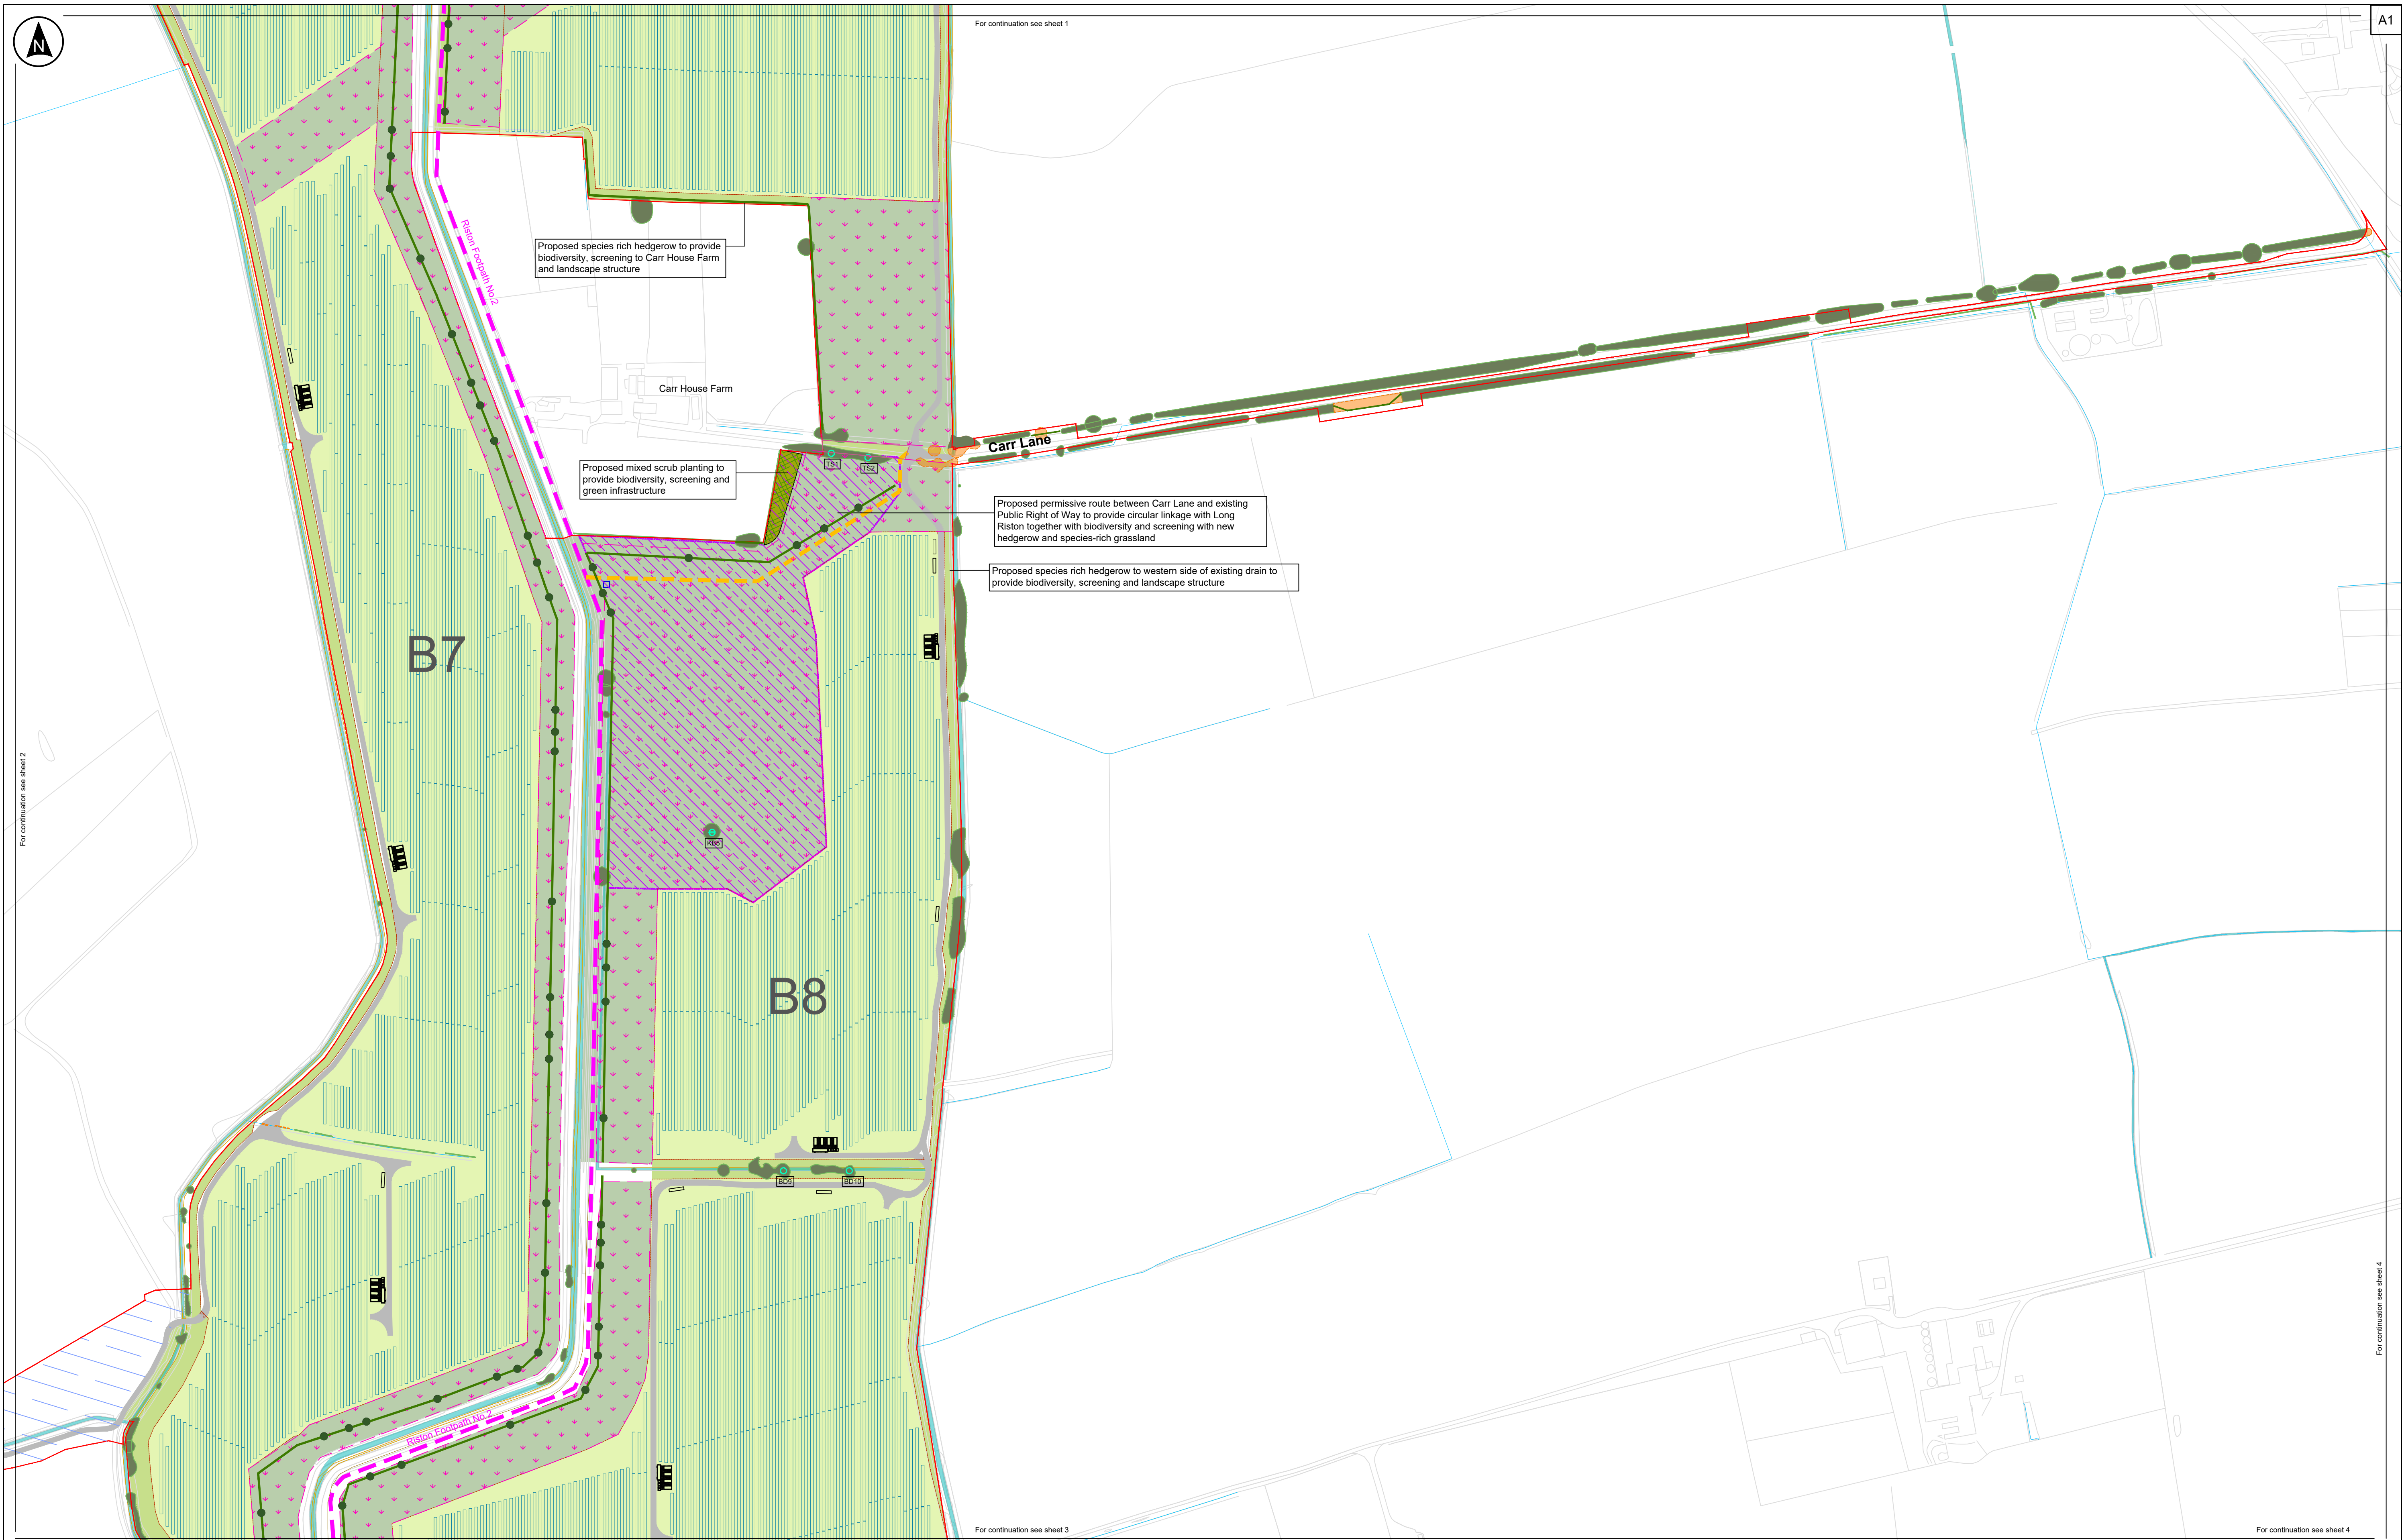 For continuation see sheet 1
A1
N
Riston Footpath No.2
Proposed species rich hedgerow to provide
biodiversity, screening to Carr House Farm
and landscape structure
Carr House Farm
Carr Lane
Proposed mixed scrub planting to
provide biodiversity, screening and
green infrastructure
TS1
TS2
Proposed permissive route between Carr Lane and existing
Public Right of Way to provide circular linkage with Long
Riston together with biodiversity and screening with new
hedgerow and species-rich grassland
Proposed species rich hedgerow to western side of existing drain to
provide biodiversity, screening and landscape structure
B7
For continuation see sheet 2
B8
BD9
BD10
For continuation see sheet 4
Riston Footpath No.2
For continuation see sheet 3
For continuation see sheet 4